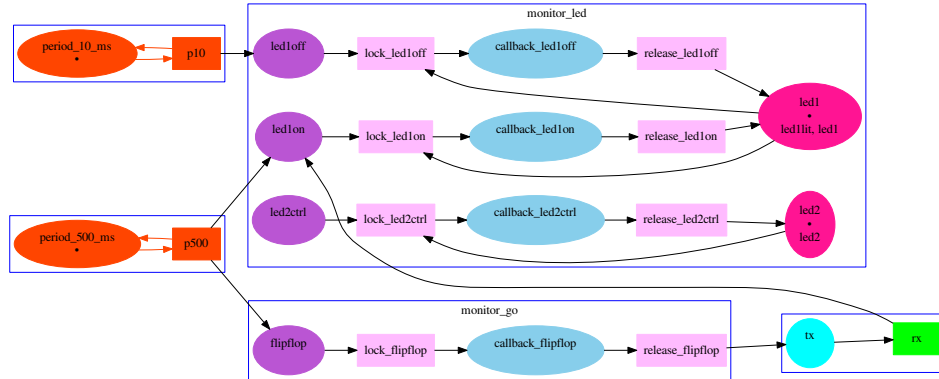 monitor_led
period_10_ms
p10
led1off
lock_led1off
callback_led1off
release_led1off
led1
led1lit, led1
led1on
lock_led1on
callback_led1on
release_led1on
led2ctrl
lock_led2ctrl
callback_led2ctrl
release_led2ctrl
led2
led2
period_500_ms
p500
monitor_go
flipflop
lock_flipflop
callback_flipflop
release_flipflop
tx
rx